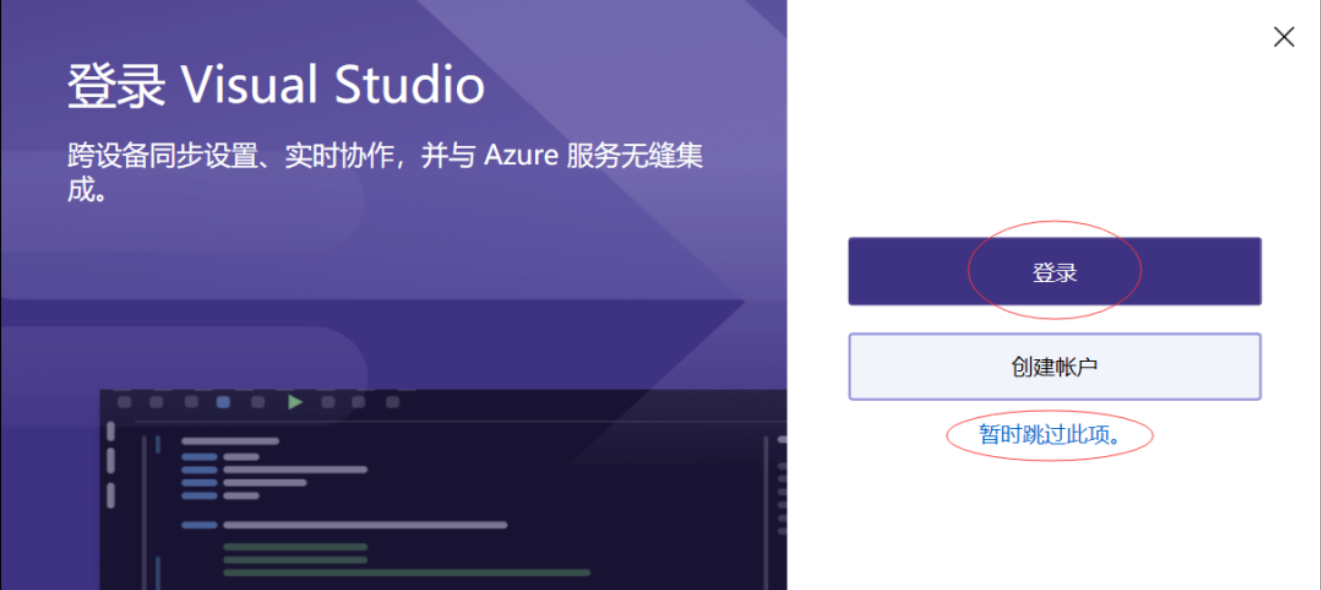 登录 Visual Studio
跨设备同步设置、实时协作，并与 Azure 服务无缝集
成。
登录
创建帐户
暂时跳过此项。